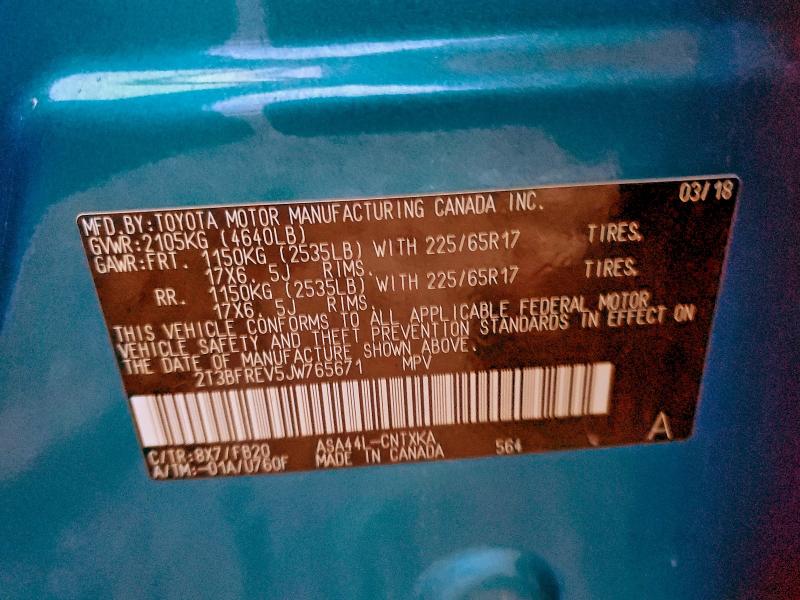 03/18
MFD.BY:TOYOTA MOTOR MANUFACTURING CANADA INC.
GVWR:2105KG (4640LB)
GAWR:FRT. 1150KG (2535LB) WITH 225/65R17 TIRES,
17X6. 5J RIMS.
RR. 1150KG (2535LB) WITH 225/65R17 TIRES,
17X6. 5J RIMS.
THIS VEHICLE CONFORMS TO ALL APPLICABLE FEDERAL MOTOR
VEHICLE SAFETY AND THEFT PREVENTION STANDARDS IN EFFECT ON
THE DATE OF MANUFACTURE SHOWN ABOVE.
2T3BFREV5JW765671 MPV
C/TR:8X7/FB20 ASA44L-CNTXKA 564 A
A/TM:-01A/U760F MADE IN CANADA